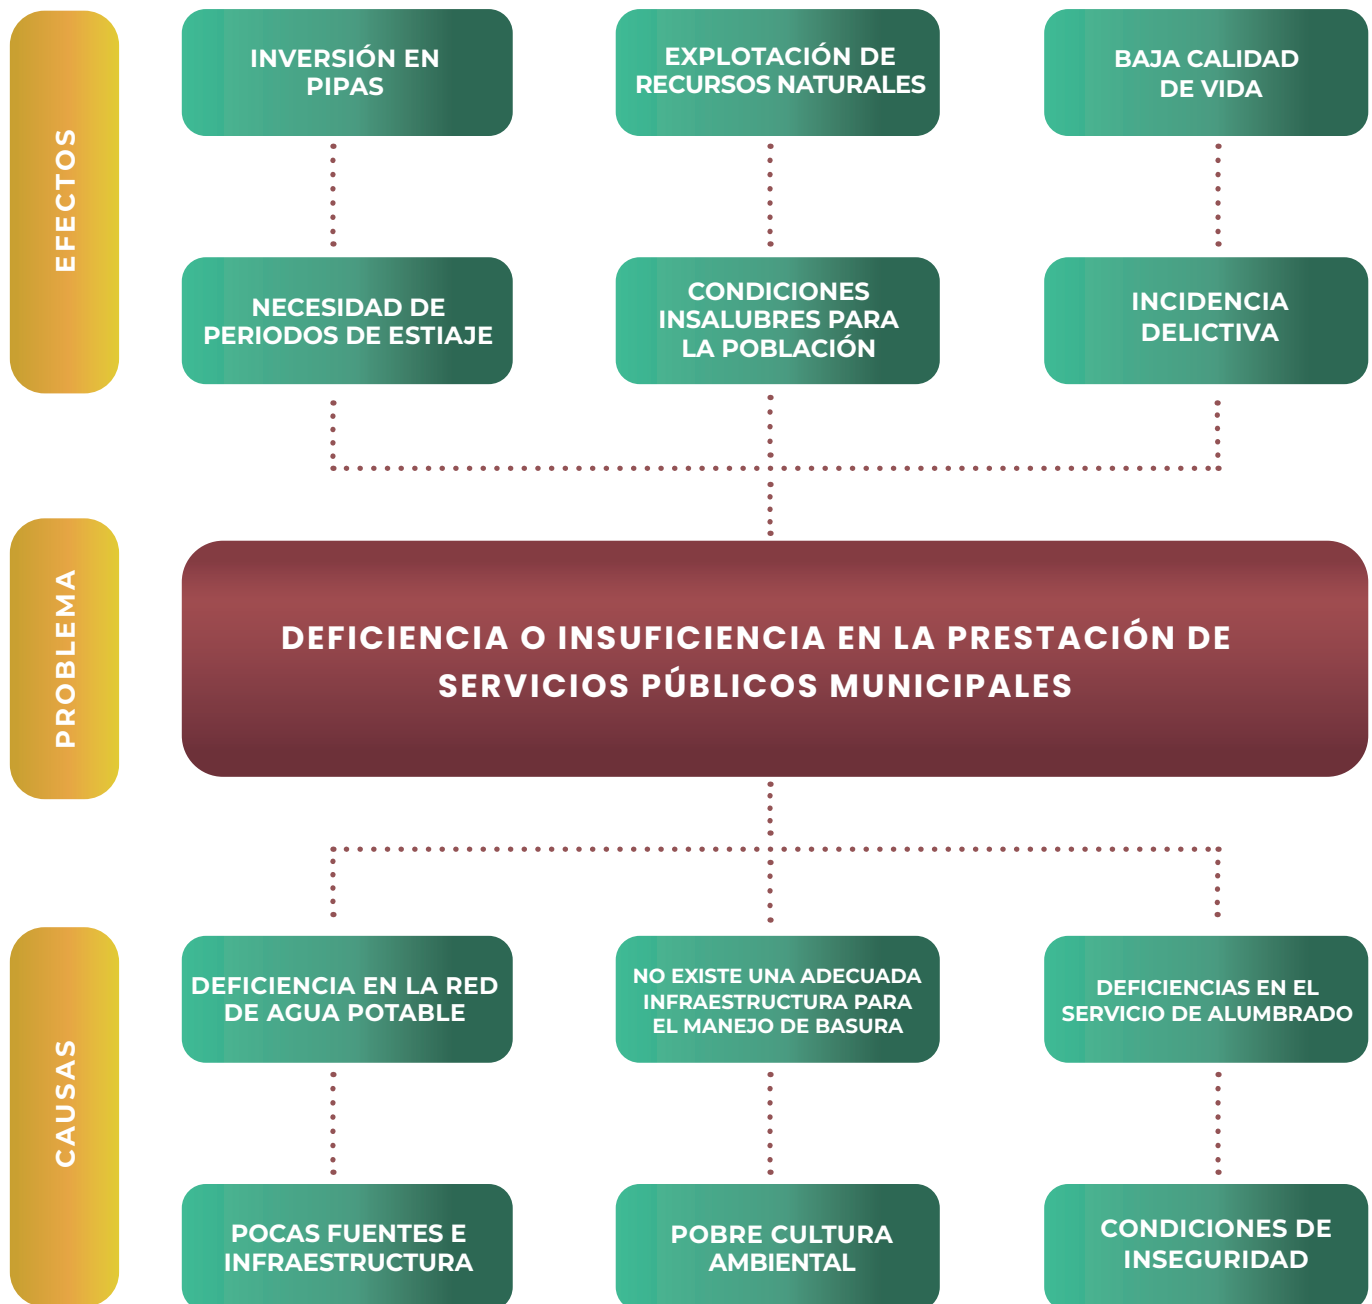 EFECTOS
INVERSIÓN EN
PIPAS
EXPLOTACIÓN DE
RECURSOS NATURALES
BAJA CALIDAD
DE VIDA
NECESIDAD DE
PERIODOS DE ESTIAJE
CONDICIONES
INSALUBRES PARA
LA POBLACIÓN
INCIDENCIA
DELICTIVA
PROBLEMA
DEFICIENCIA O INSUFICIENCIA EN LA PRESTACIÓN DE
SERVICIOS PÚBLICOS MUNICIPALES
CAUSAS
DEFICIENCIA EN LA RED
DE AGUA POTABLE
NO EXISTE UNA ADECUADA
INFRAESTRUCTURA PARA
EL MANEJO DE BASURA
DEFICIENCIAS EN EL
SERVICIO DE ALUMBRADO
POCAS FUENTES E
INFRAESTRUCTURA
POBRE CULTURA
AMBIENTAL
CONDICIONES DE
INSEGURIDAD